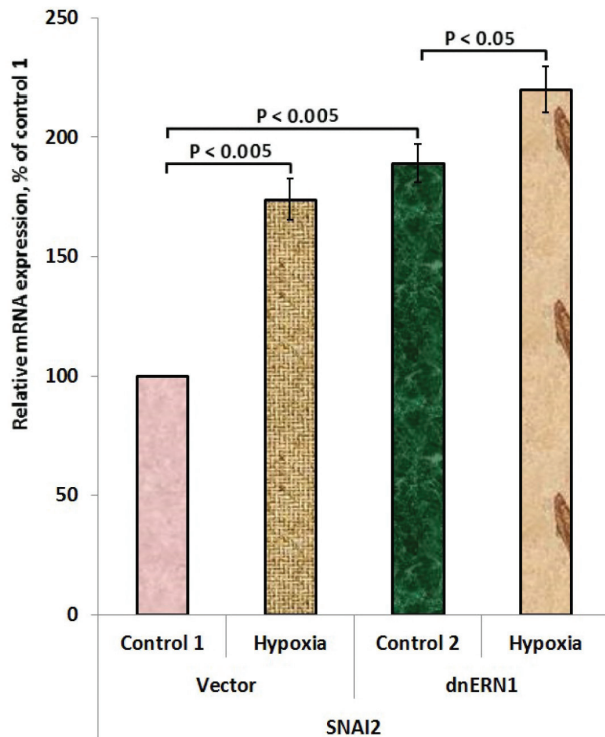 Relative mRNA expression, % of control 1
250
200
150
100
50
0
P < 0.05
P < 0.005
P < 0.005
Control 1 Hypoxia Control 2 Hypoxia
Vector dnERN1
SNAI2